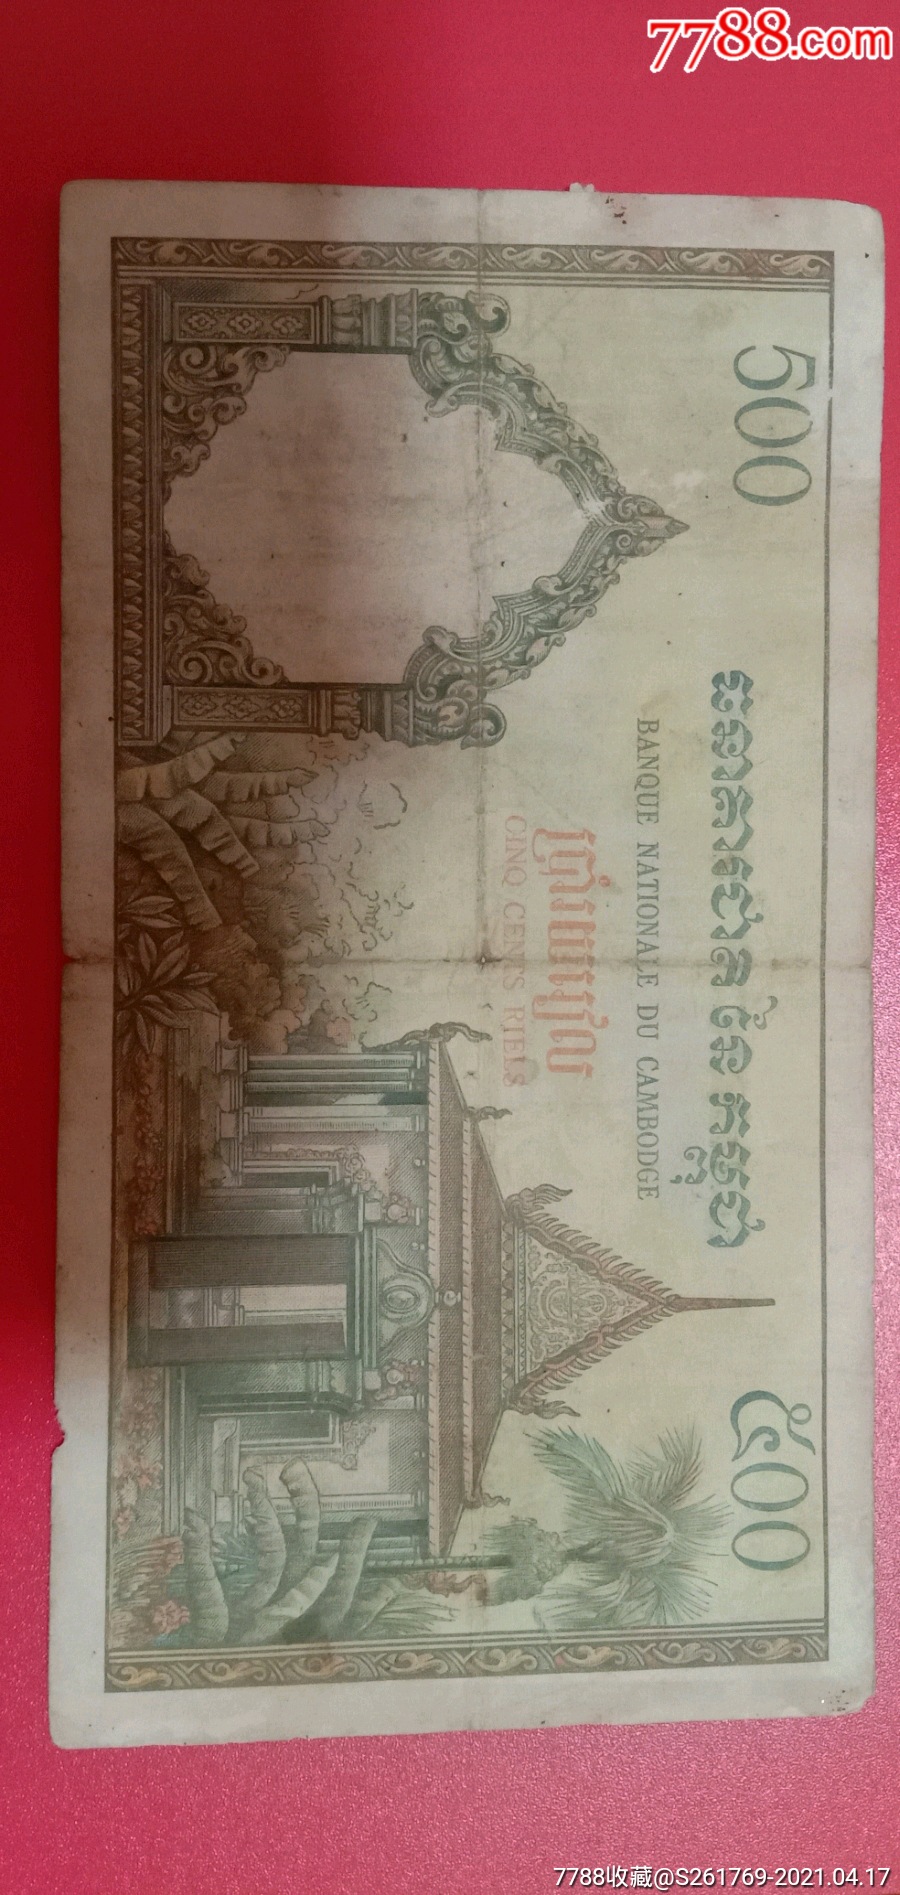 7788.com
500
ធនាគារជាតិ នៃ កម្ពុជា
BANQUE NATIONALE DU CAMBODGE
ប្រាំរយរៀល
CINQ CENTS RIELS
៥០០
7788收藏@S261769-2021.04.17